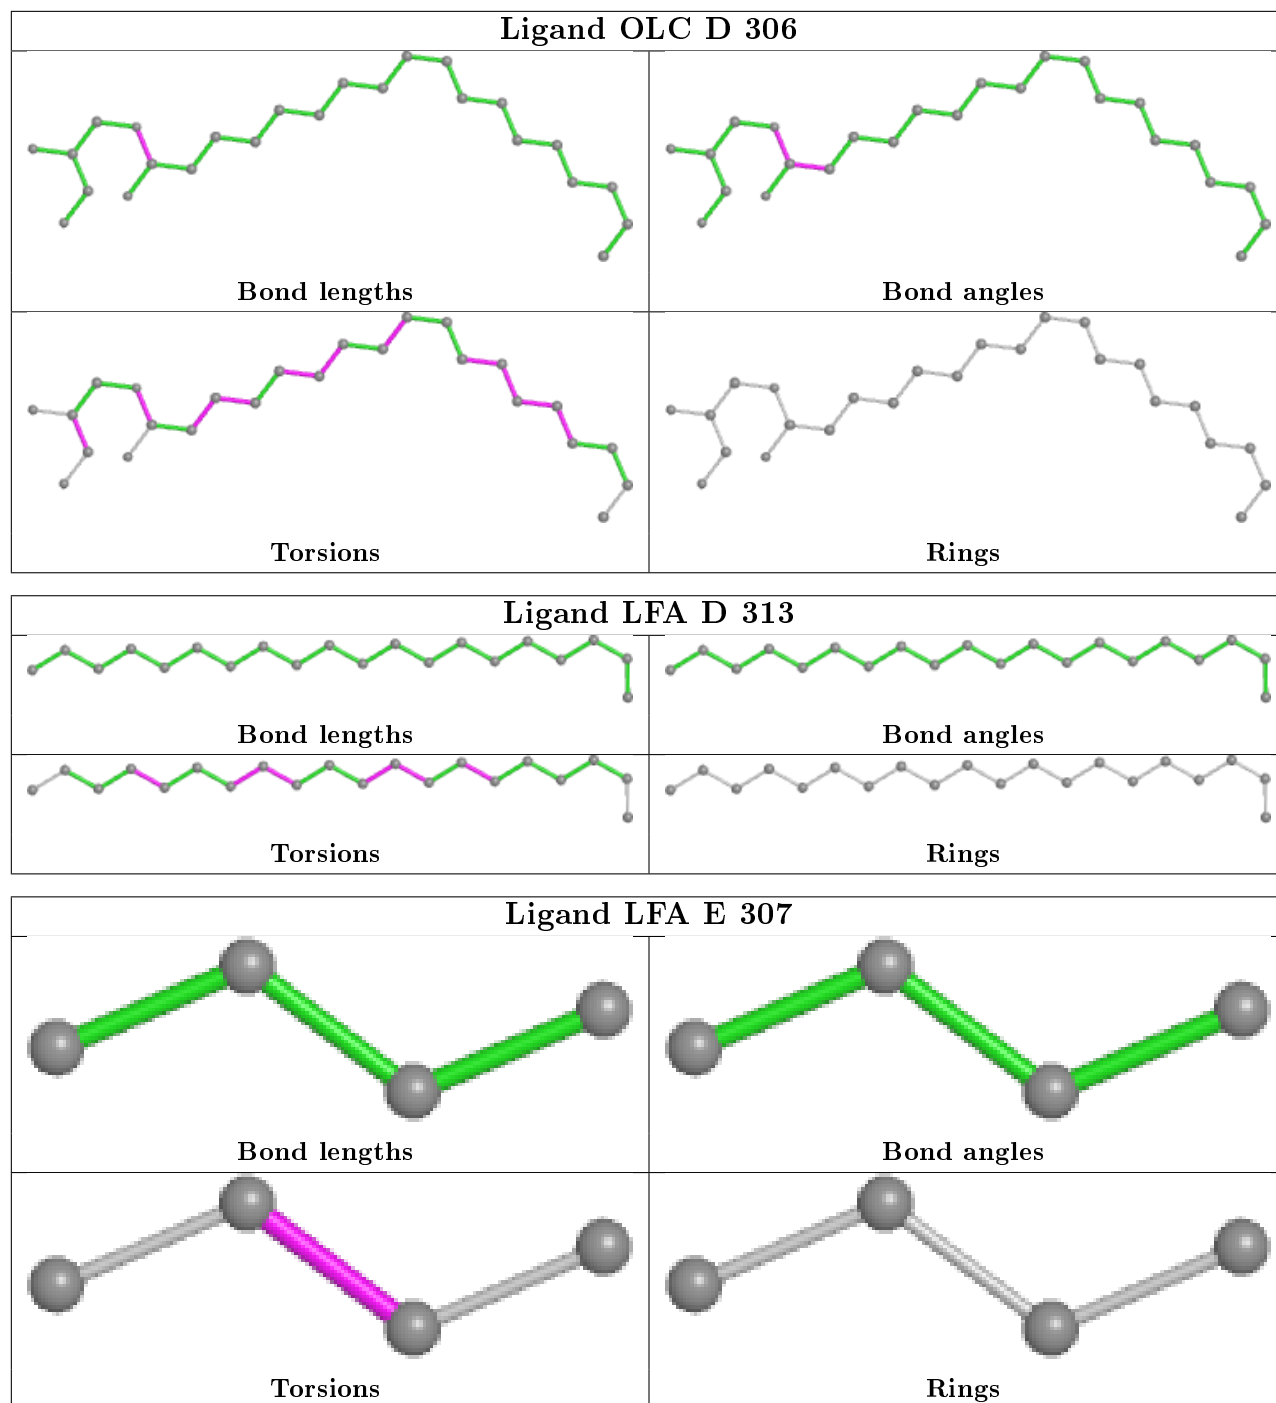 Ligand OLC D 306
Bond lengths
Bond angles
Torsions
Rings
Ligand LFA D 313
Bond lengths
Bond angles
Torsions
Rings
Ligand LFA E 307
Bond lengths
Bond angles
Torsions
Rings